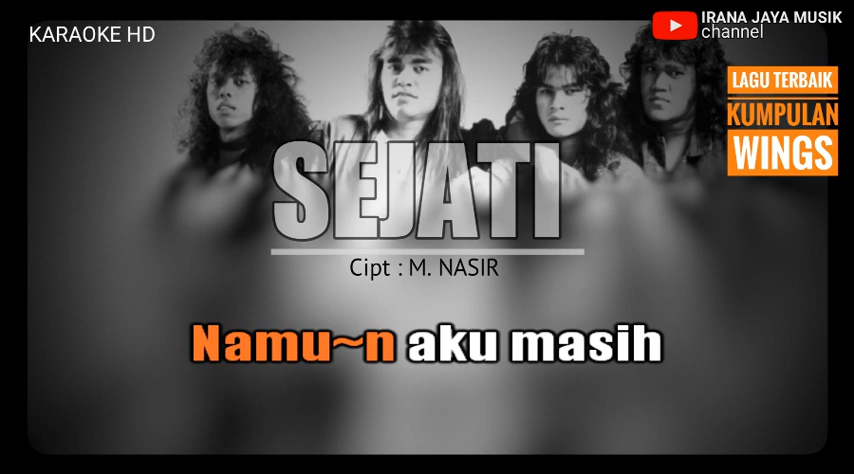 KARAOKE HD
IRANA JAYA MUSIK
channel
LAGU TERBAIK
KUMPULAN
WINGS
SEJATI
Cipt : M. NASIR
Namu~n aku masih